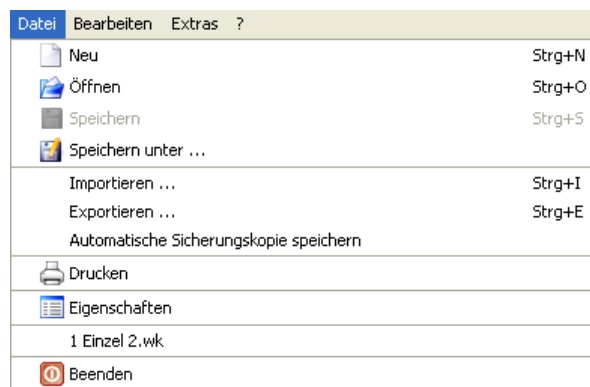 Datei Bearbeiten Extras ?
Neu Strg+N
Öffnen Strg+O
Speichern Strg+S
Speichern unter ...
Importieren ... Strg+I
Exportieren ... Strg+E
Automatische Sicherungskopie speichern
Drucken
Eigenschaften
1 Einzel 2.wk
Beenden